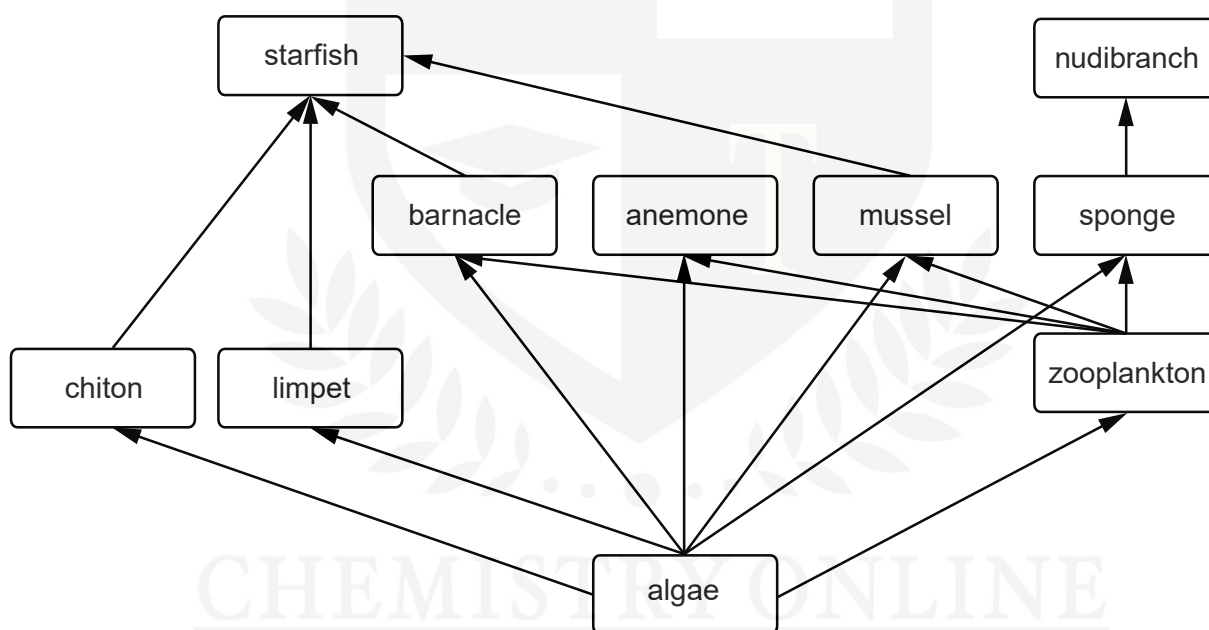 starfish
nudibranch
T
barnacle
anemone
mussel
sponge
chiton
limpet
zooplankton
algae
CHEMISTRY ONLINE